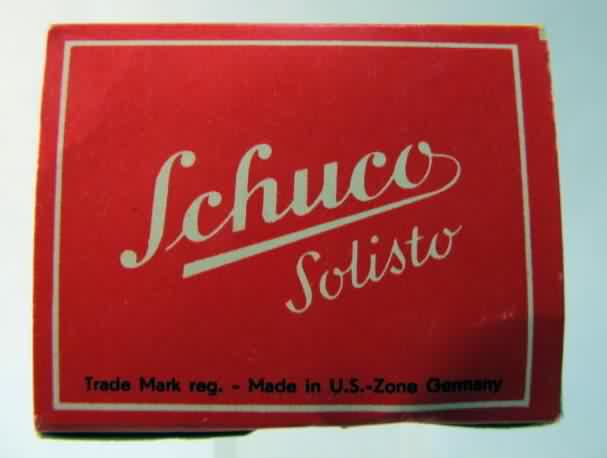 Schuco
Solisto
Trade Mark reg. - Made in U.S.-Zone Germany